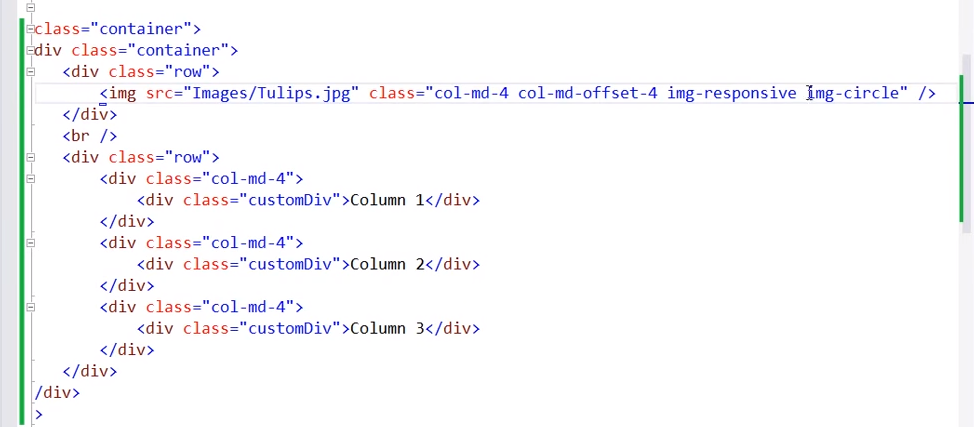 class="container">
div class="container">
<div class="row">
<img src="Images/Tulips.jpg" class="col-md-4 col-md-offset-4 img-responsive img-circle" />
</div>
<br />
<div class="row">
<div class="col-md-4">
<div class="customDiv">Column 1</div>
</div>
<div class="col-md-4">
<div class="customDiv">Column 2</div>
</div>
<div class="col-md-4">
<div class="customDiv">Column 3</div>
</div>
</div>
/div>
>